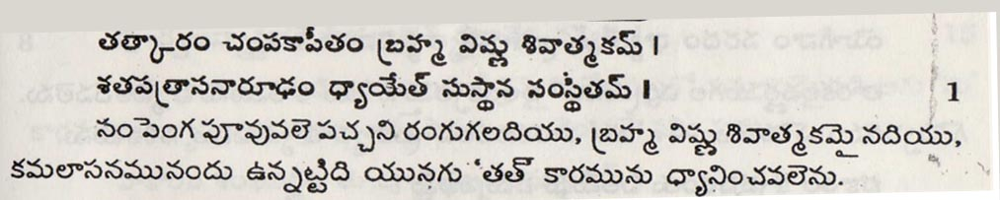 తత్కారం చంపకాపీతం బ్రహ్మ విష్ణు శివాత్మకమ్ ।
శతపత్రాసనారూఢం ధ్యాయేత్ సుస్థాన సంస్థితమ్ । 1
సంపెంగ పూవువలె పచ్చని రంగుగలదియు, బ్రహ్మ విష్ణు శివాత్మకమై నదియు,
కమలాసనమునందు ఉన్నట్టిది యునగు 'తత్' కారమును ధ్యానించవలెను.